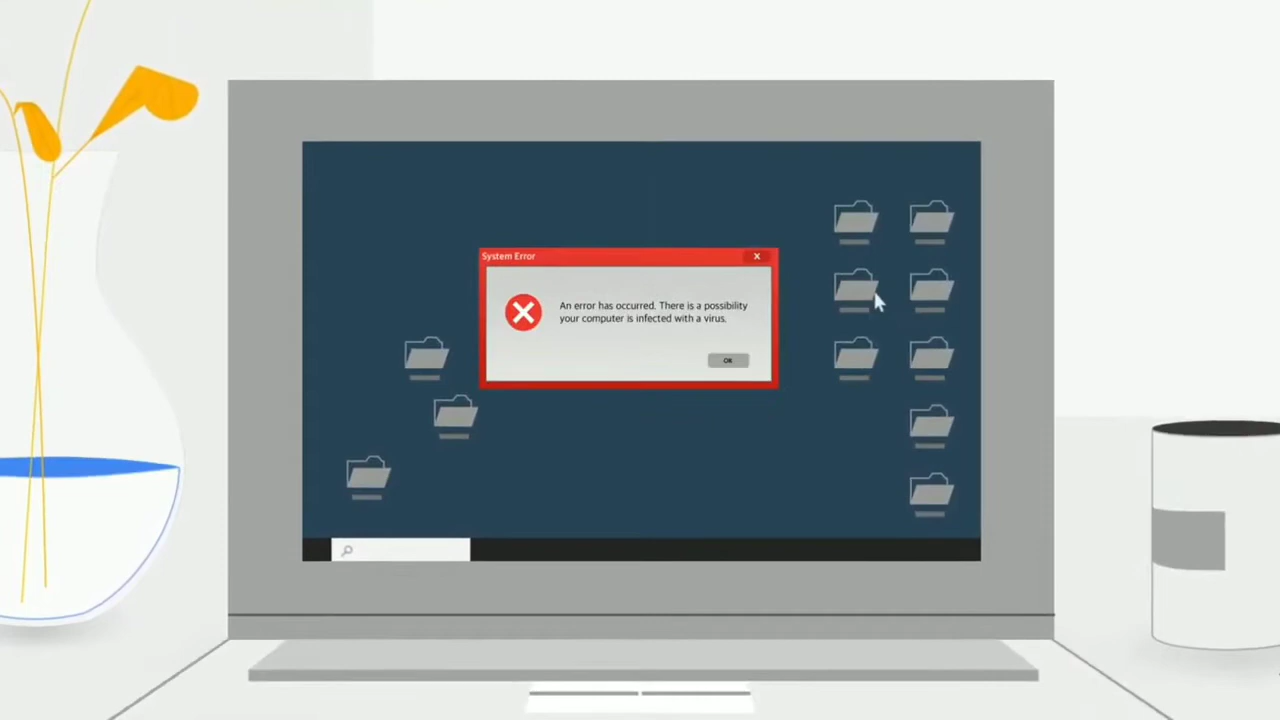 System Error
X
An error has occurred. There is a possibility
your computer is infected with a virus.
OK